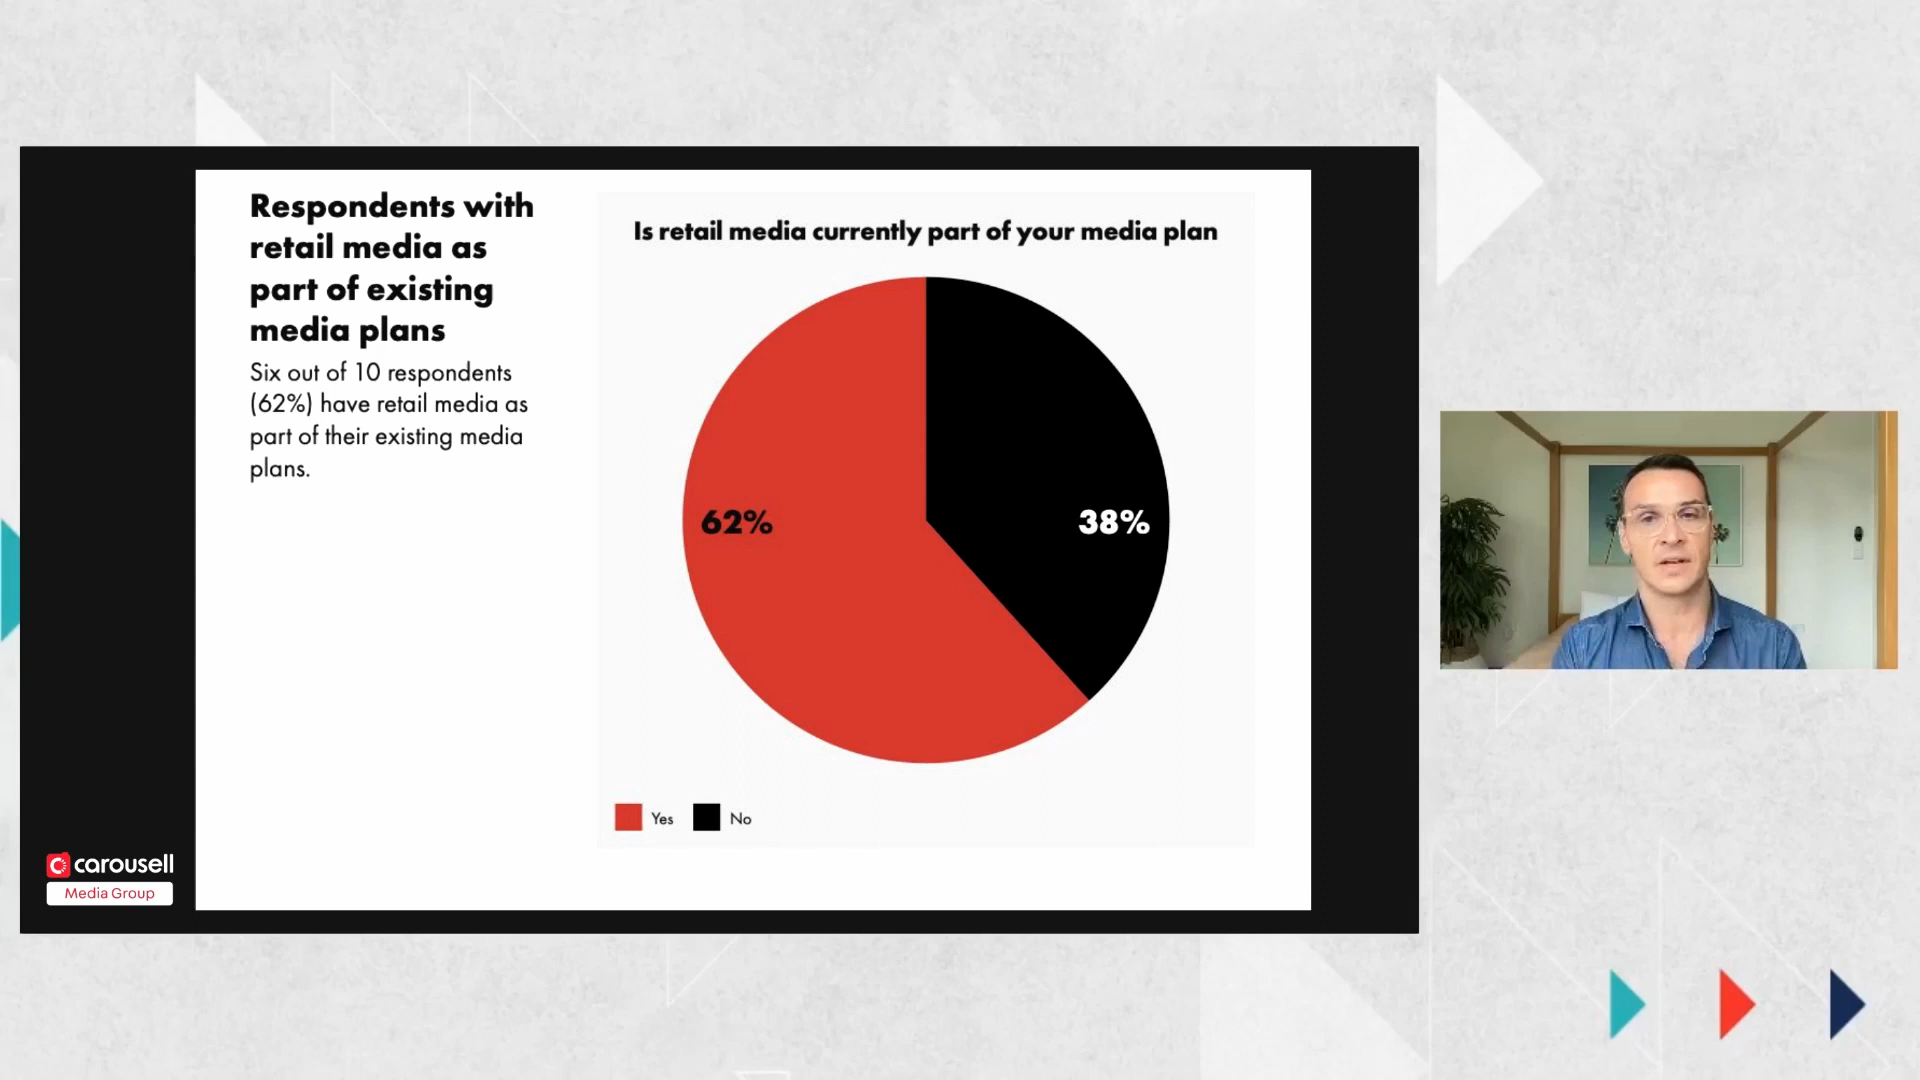 Respondents with
retail media as
part of existing
media plans
Six out of 10 respondents
(62%) have retail media as
part of their existing media
plans.
Is retail media currently part of your media plan
62%
38%
Yes
No
carousell
Media Group